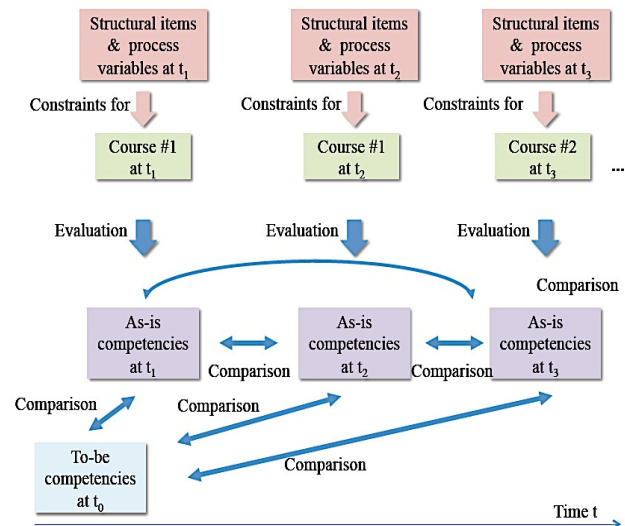 Structural items
& process
variables at t1
Structural items
& process
variables at t2
Structural items
& process
variables at t3
Constraints for
Constraints for
Constraints for
Course #1
at t1
Course #1
at t2
Course #2
at t3
...
Evaluation
Evaluation
Evaluation
Comparison
As-is
competencies
at t1
As-is
competencies
at t2
As-is
competencies
at t3
Comparison
Comparison
Comparison
Comparison
Comparison
To-be
competencies
at t0
Time t